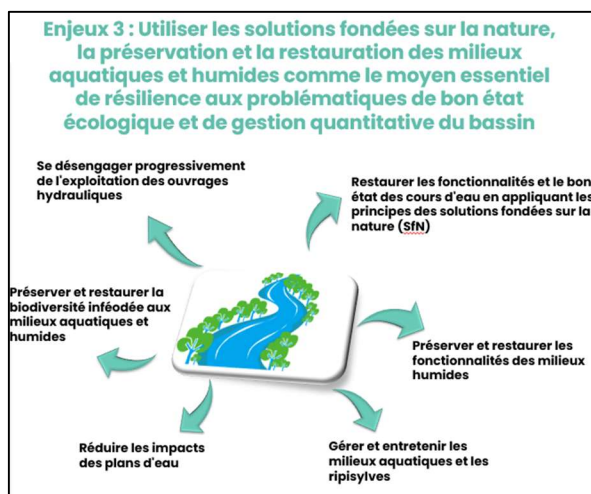 Enjeux 3 : Utiliser les solutions fondées sur la nature,
la préservation et la restauration des milieux
aquatiques et humides comme le moyen essentiel
de résilience aux problématiques de bon état
écologique et de gestion quantitative du bassin
Se désengager progressivement
de l'exploitation des ouvrages
hydrauliques
Restaurer les fonctionnalités et le bon
état des cours d'eau en appliquant les
principes des solutions fondées sur la
nature (SfN)
Préserver et restaurer la
biodiversité inféodée aux
milieux aquatiques et
humides
Préserver et restaurer les
fonctionnalités des milieux
humides
Réduire les impacts
des plans d'eau
Gérer et entretenir les
milieux aquatiques et les
ripisylves